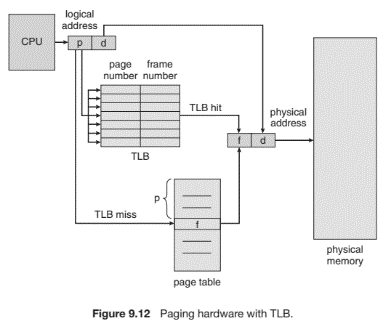 logical
address
CPU
p d
page number
frame number
TLB hit
physical
address
f d
TLB
p
TLB miss
f
page table
physical
memory
Figure 9.12 Paging hardware with TLB.